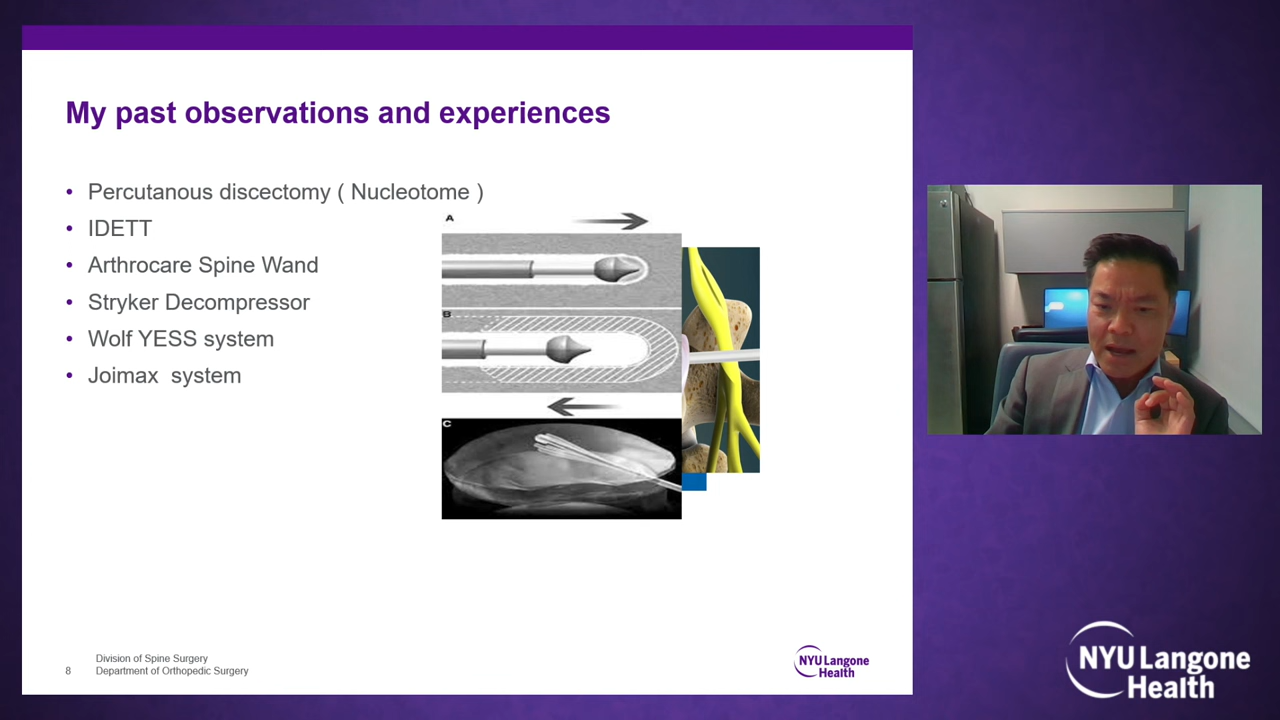 My past observations and experiences
• Percutanous discectomy ( Nucleotome )
• IDETT
• Arthrocare Spine Wand
• Stryker Decompressor
• Wolf YESS system
• Joimax  system
A
B
C
Division of Spine Surgery
8 Department of Orthopedic Surgery
NYU Langone
Health
NYU Langone
Health